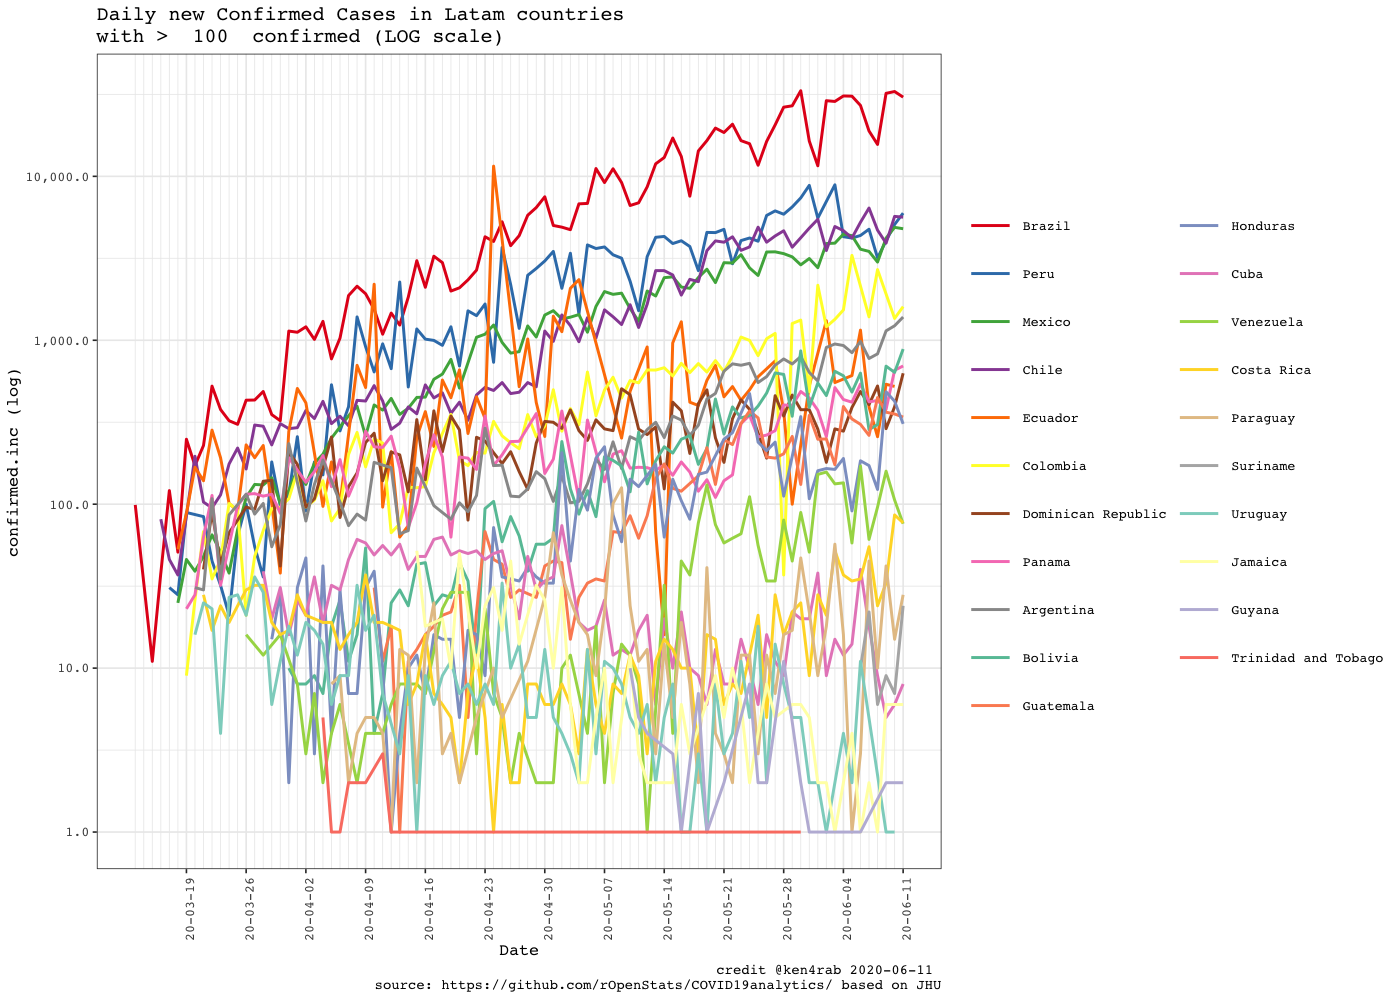 Daily new Confirmed Cases in Latam countries
with >  100  confirmed (LOG scale)
confirmed.inc (log)
10,000.0
1,000.0
100.0
10.0
1.0
20-03-19
20-03-26
20-04-02
20-04-09
20-04-16
20-04-23
20-04-30
20-05-07
20-05-14
20-05-21
20-05-28
20-06-04
20-06-11
Date
Brazil
Peru
Mexico
Chile
Ecuador
Colombia
Dominican Republic
Panama
Argentina
Bolivia
Guatemala
Honduras
Cuba
Venezuela
Costa Rica
Paraguay
Suriname
Uruguay
Jamaica
Guyana
Trinidad and Tobago
credit @ken4rab 2020-06-11
source: https://github.com/rOpenStats/COVID19analytics/ based on JHU